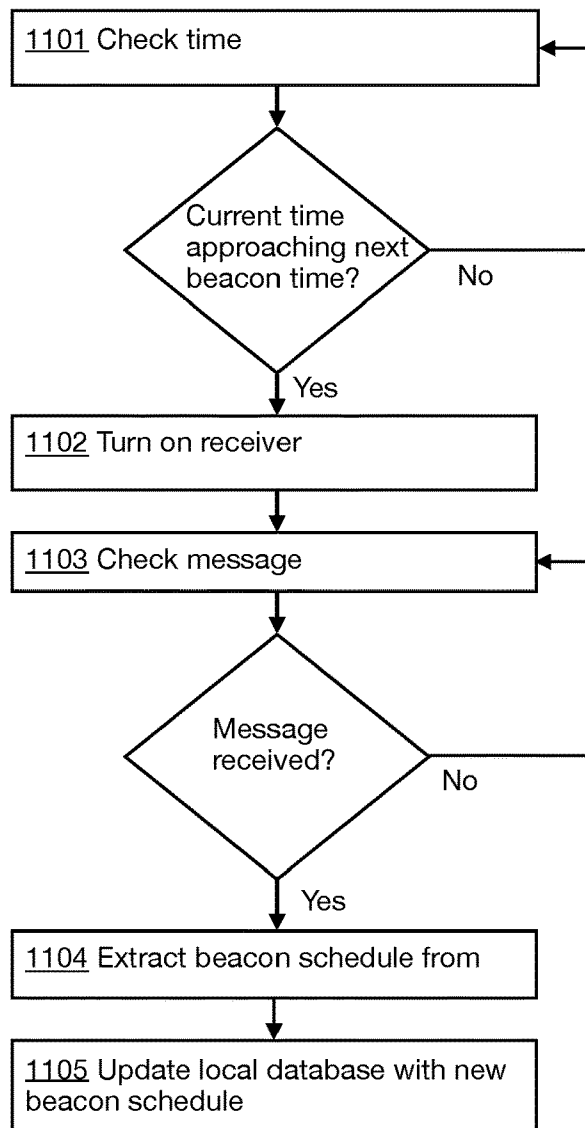 1101 Check time
Current time
approaching next
beacon time?
No
Yes
1102 Turn on receiver
1103 Check message
Message
received?
No
Yes
1104 Extract beacon schedule from
1105 Update local database with new
beacon schedule